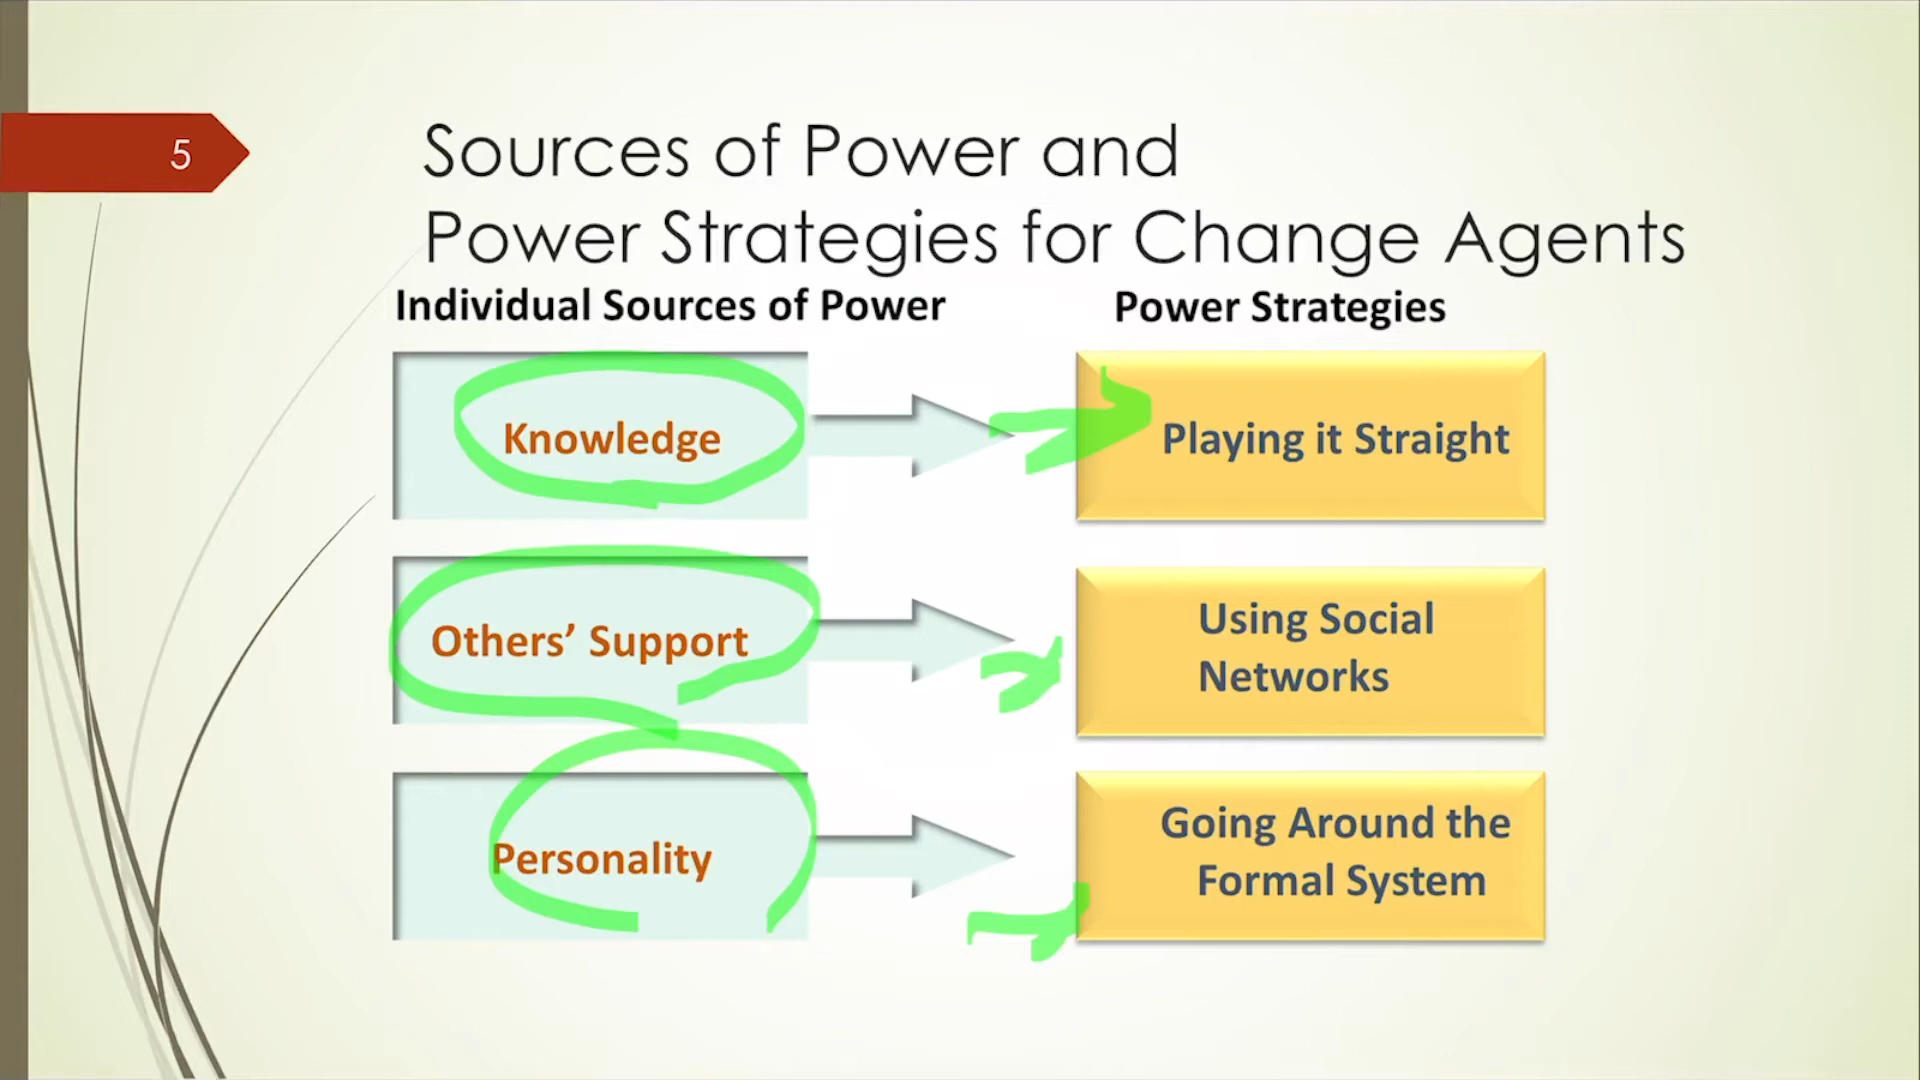 5
Sources of Power and
Power Strategies for Change Agents
Individual Sources of Power
Power Strategies
Knowledge
Playing it Straight
Others’ Support
Using Social
Networks
Personality
Going Around the
Formal System